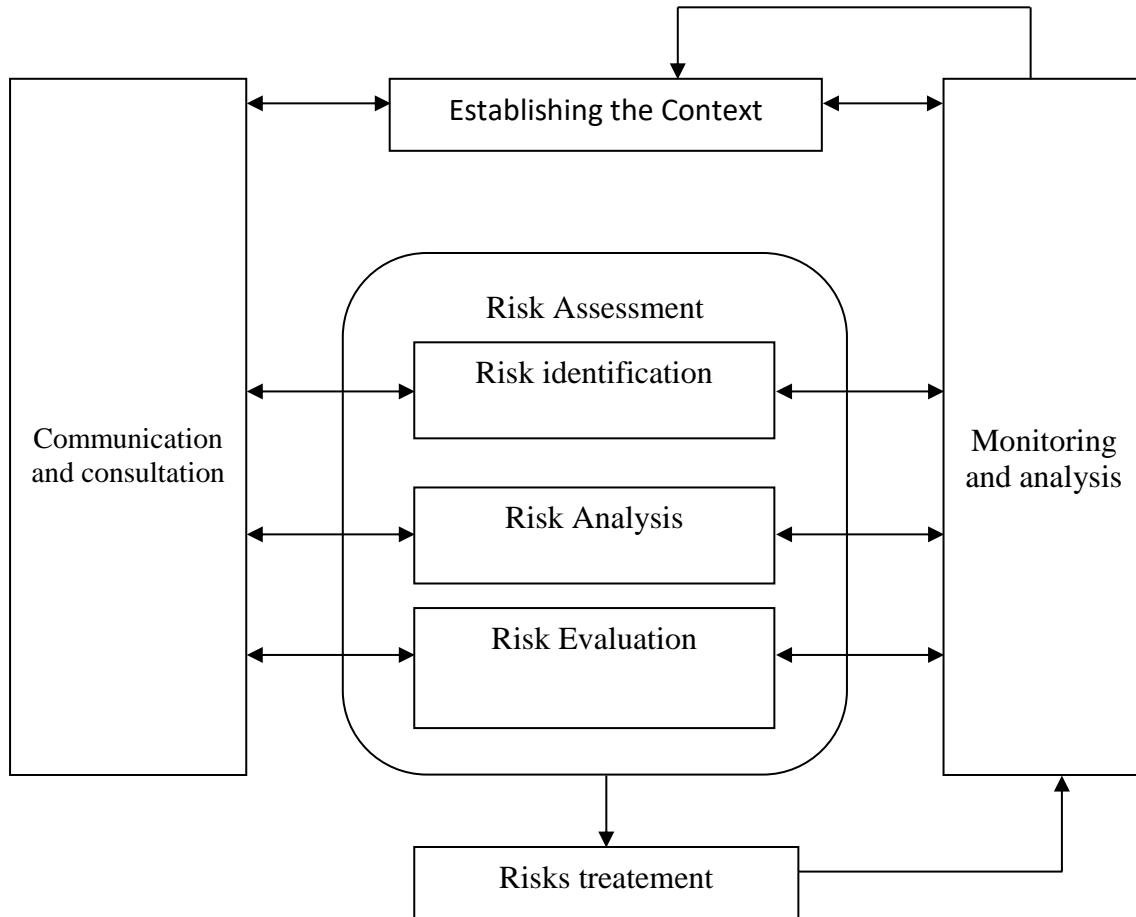 Establishing the Context
Risk Assessment
Risk identification
Communication
and consultation
Monitoring
and analysis
Risk Analysis
Risk Evaluation
Risks treatement